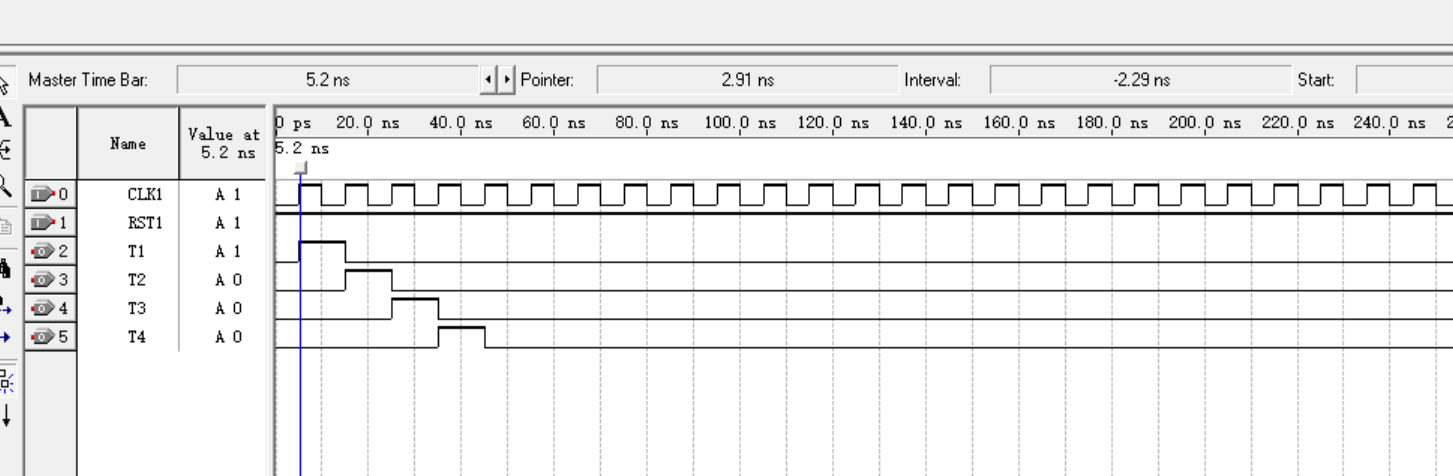 Master Time Bar: 5.2 ns Pointer: 2.91 ns Interval: -2.29 ns Start:
Name Value at 5.2 ns
0 ps 20.0 ns 40.0 ns 60.0 ns 80.0 ns 100.0 ns 120.0 ns 140.0 ns 160.0 ns 180.0 ns 200.0 ns 220.0 ns 240.0 ns
5.2 ns
0 CLK1 A 1
1 RST1 A 1
2 T1 A 1
3 T2 A 0
4 T3 A 0
5 T4 A 0